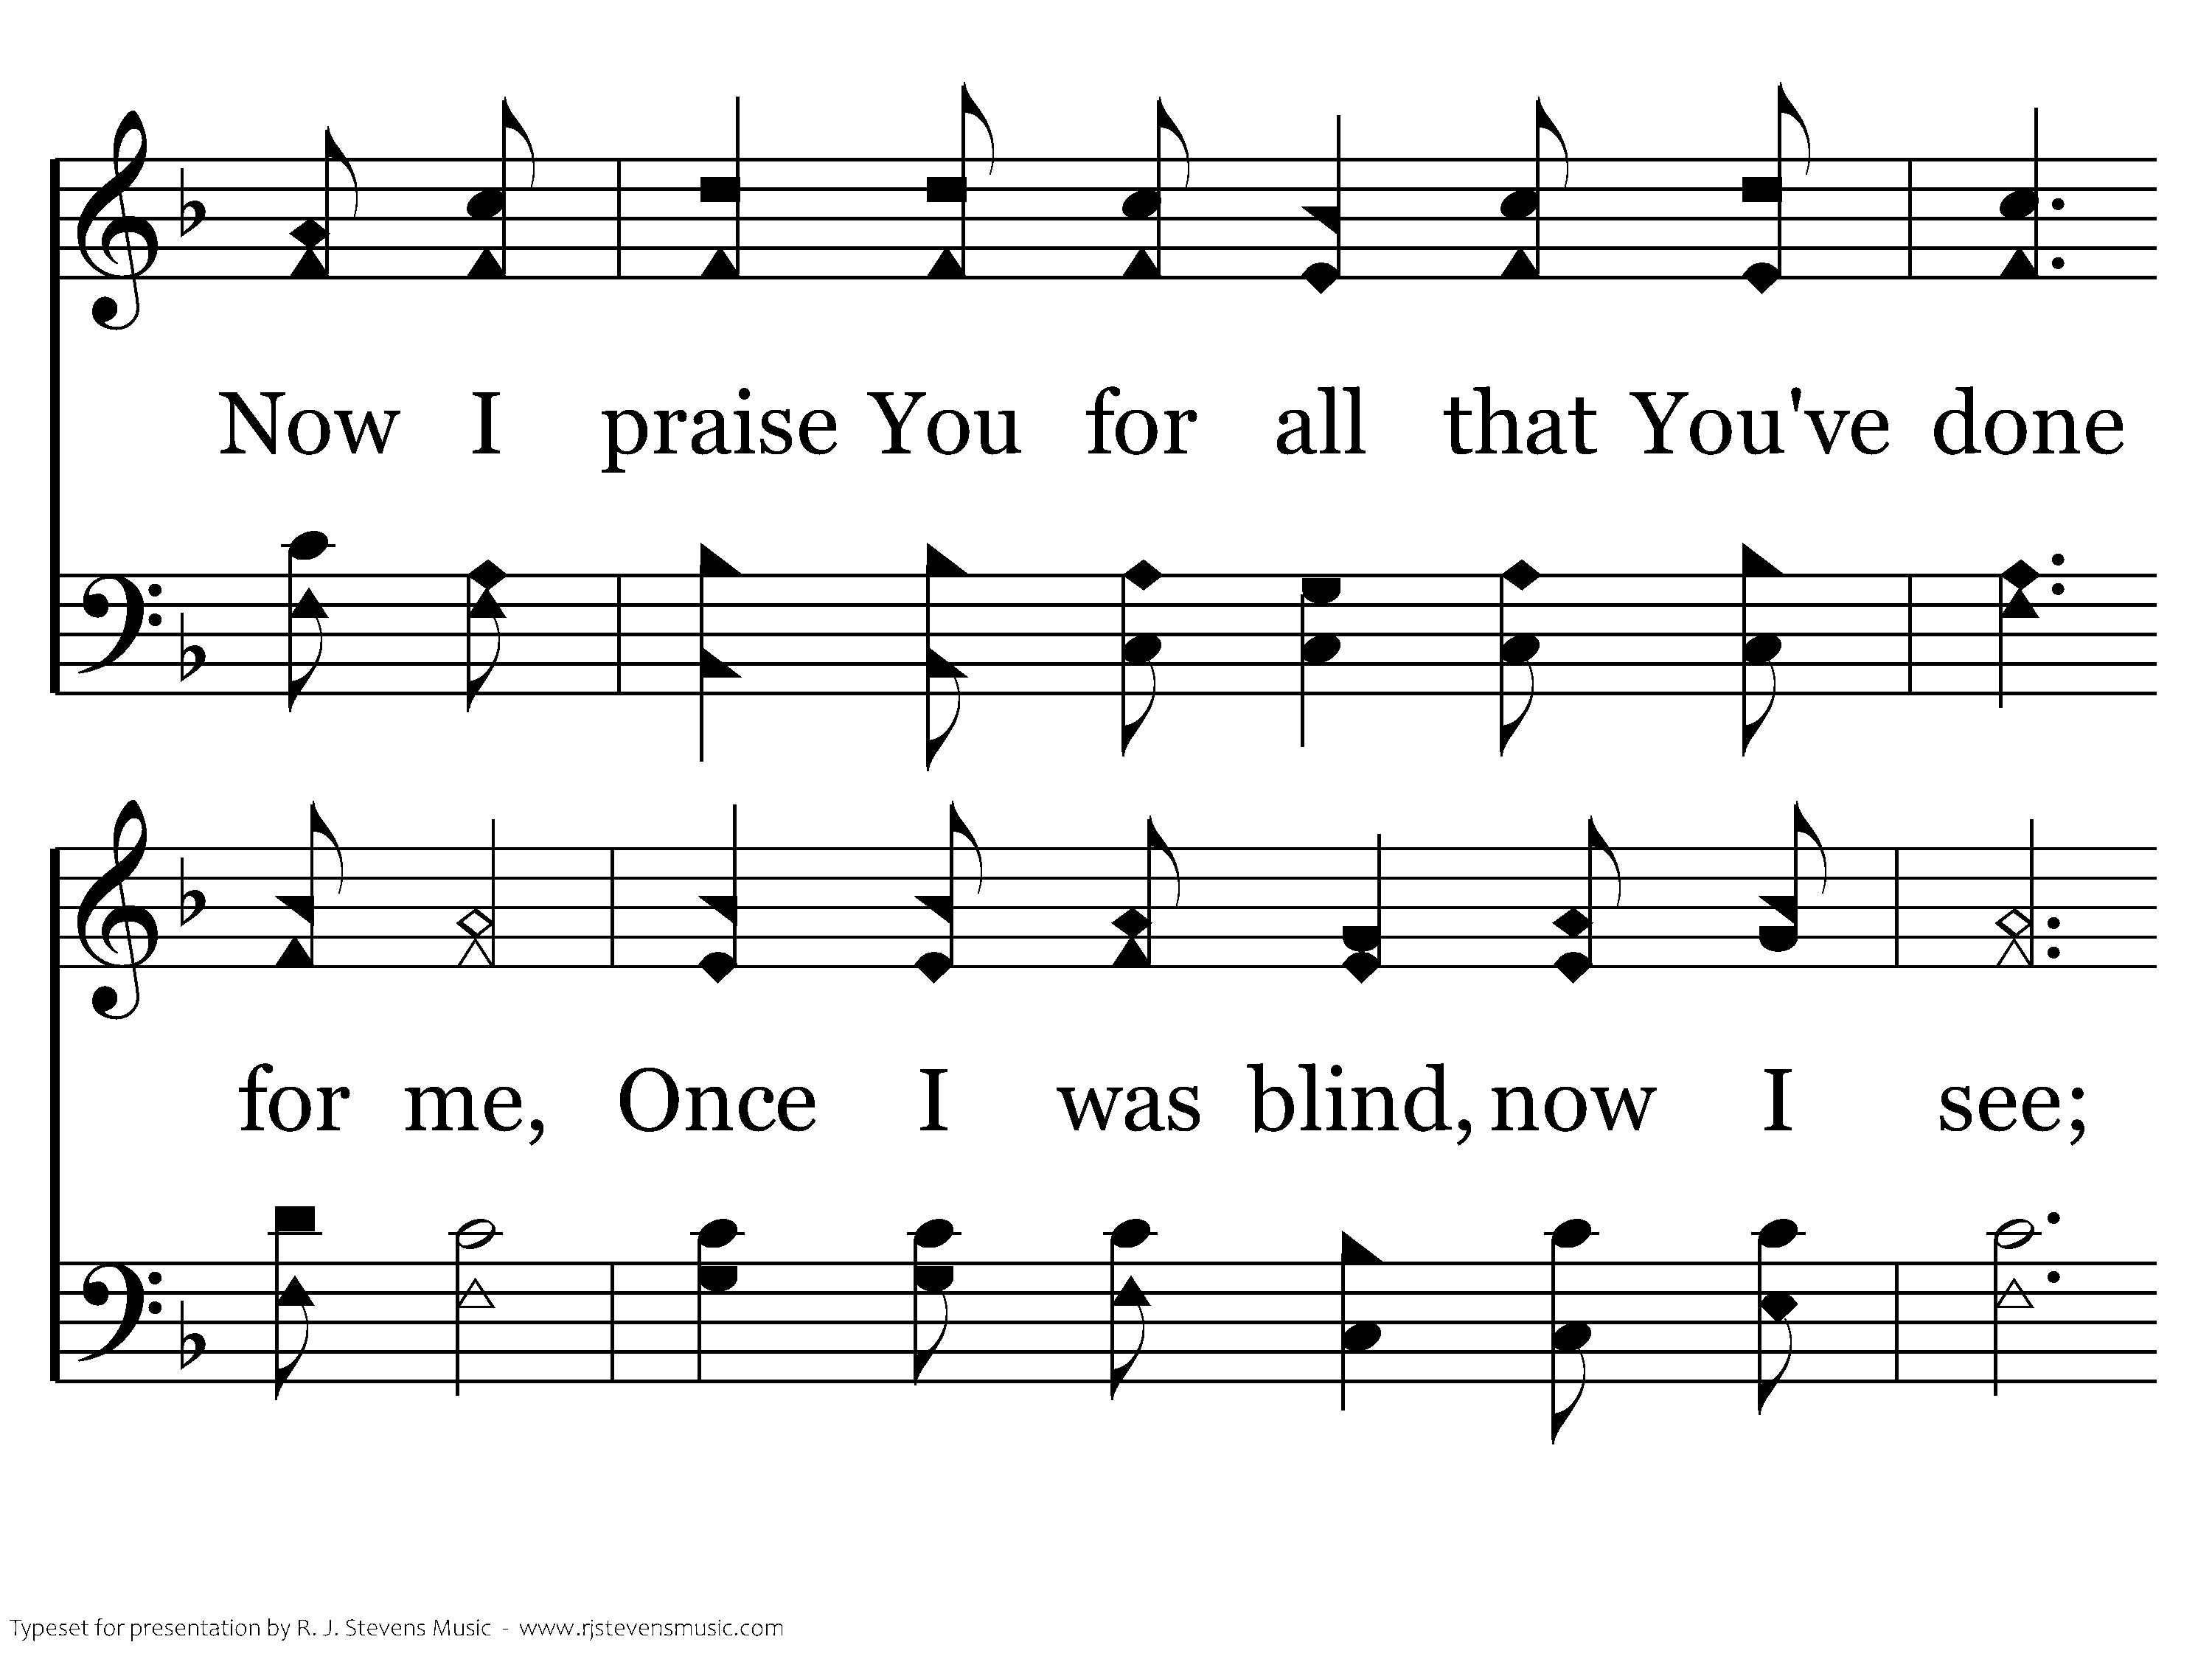 Now I praise You for all that You've done
for me, Once I was blind, now I see;
Typeset for presentation by R. J. Stevens Music - www.rjstevensmusic.com